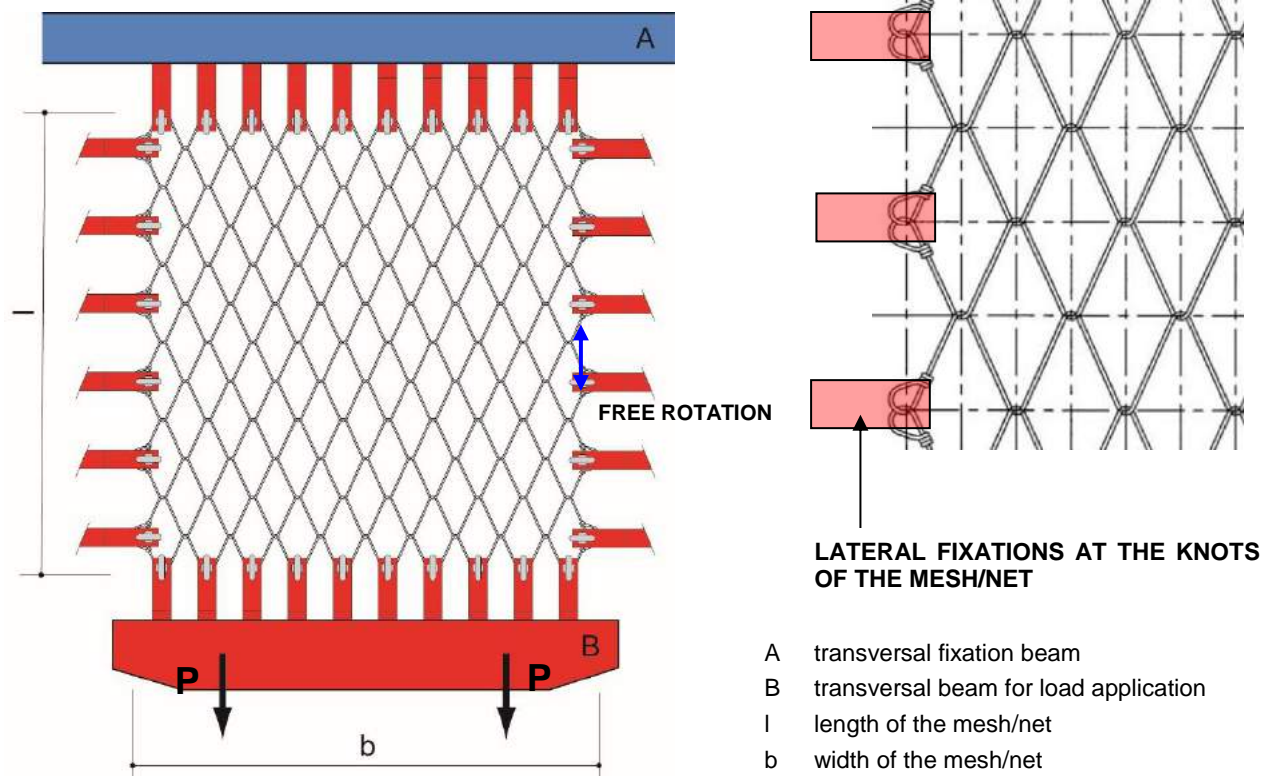 A
l
FREE ROTATION
B
P
P
b
LATERAL FIXATIONS AT THE KNOTS
OF THE MESH/NET
A transversal fixation beam
B transversal beam for load application
l length of the mesh/net
b width of the mesh/net